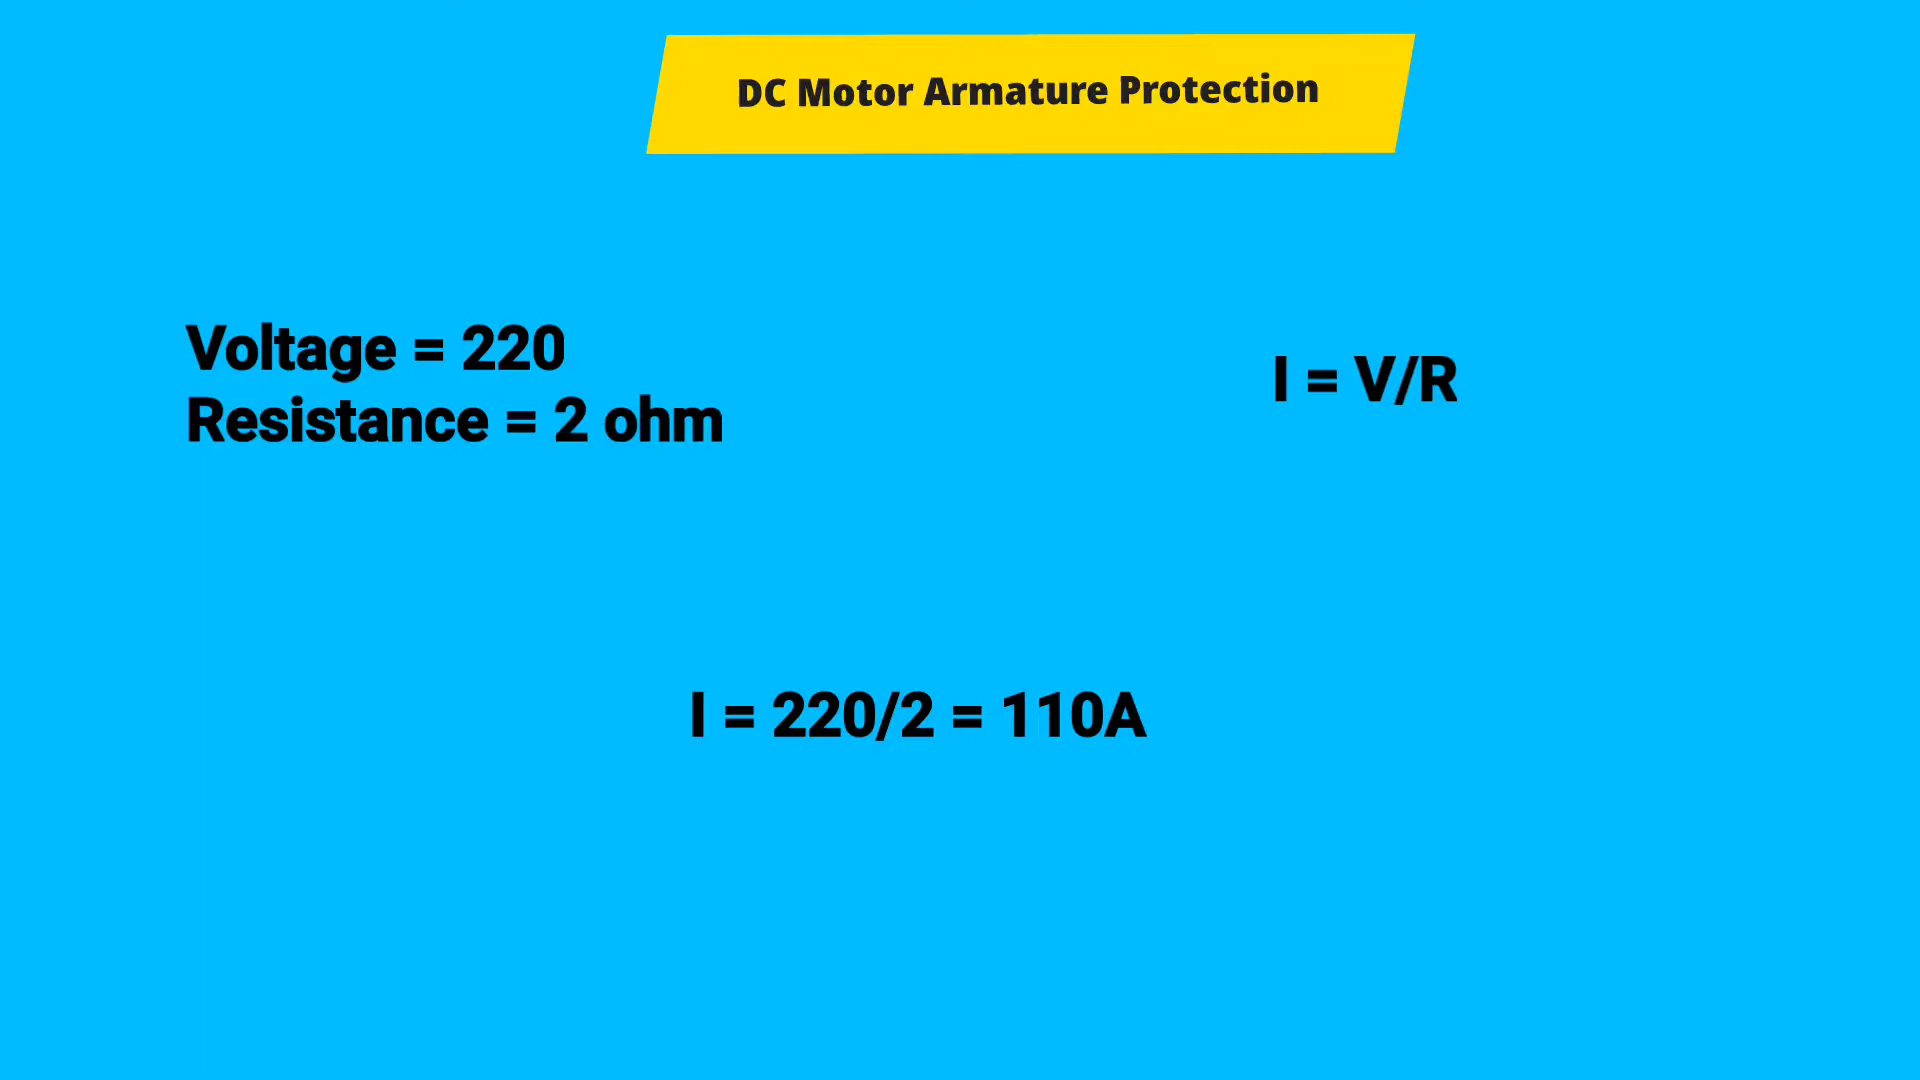 DC Motor Armature Protection
Voltage = 220
Resistance = 2 ohm
I = V/R
I = 220/2 = 110A